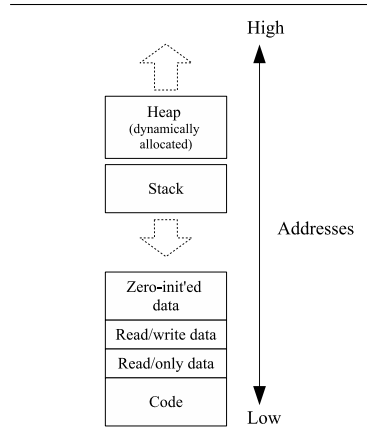 High
Heap
(dynamically
allocated)
Stack
Addresses
Zero-init'ed
data
Read/write data
Read/only data
Code
Low